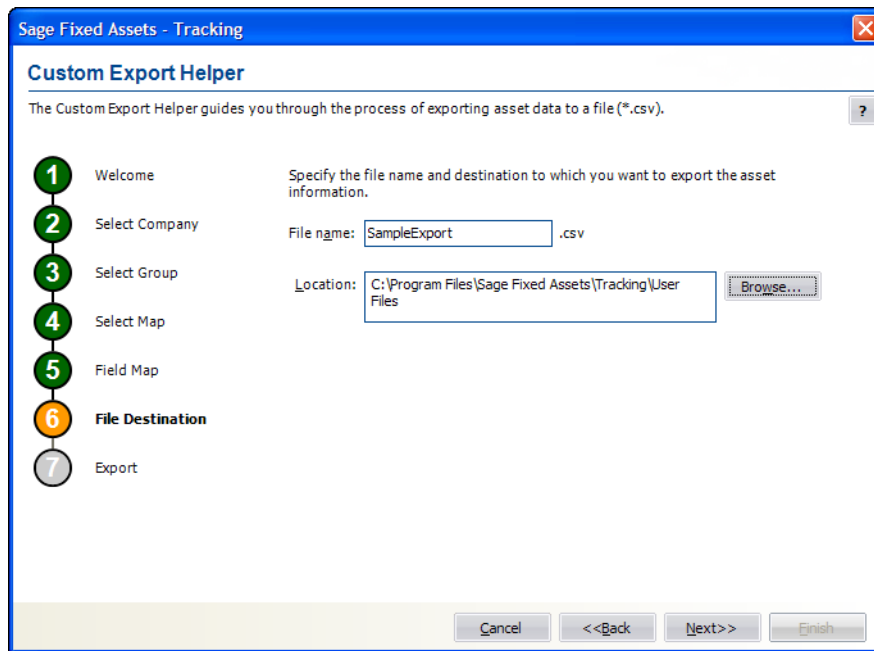 Sage Fixed Assets - Tracking
Custom Export Helper
The Custom Export Helper guides you through the process of exporting asset data to a file (*.csv).
?
1 Welcome
2 Select Company
3 Select Group
4 Select Map
5 Field Map
6 File Destination
7 Export
Specify the file name and destination to which you want to export the asset
information.
File name: SampleExport .csv
Location: C:\Program Files\Sage Fixed Assets\Tracking\User
Files
Browse...
Cancel <<Back Next>> Finish